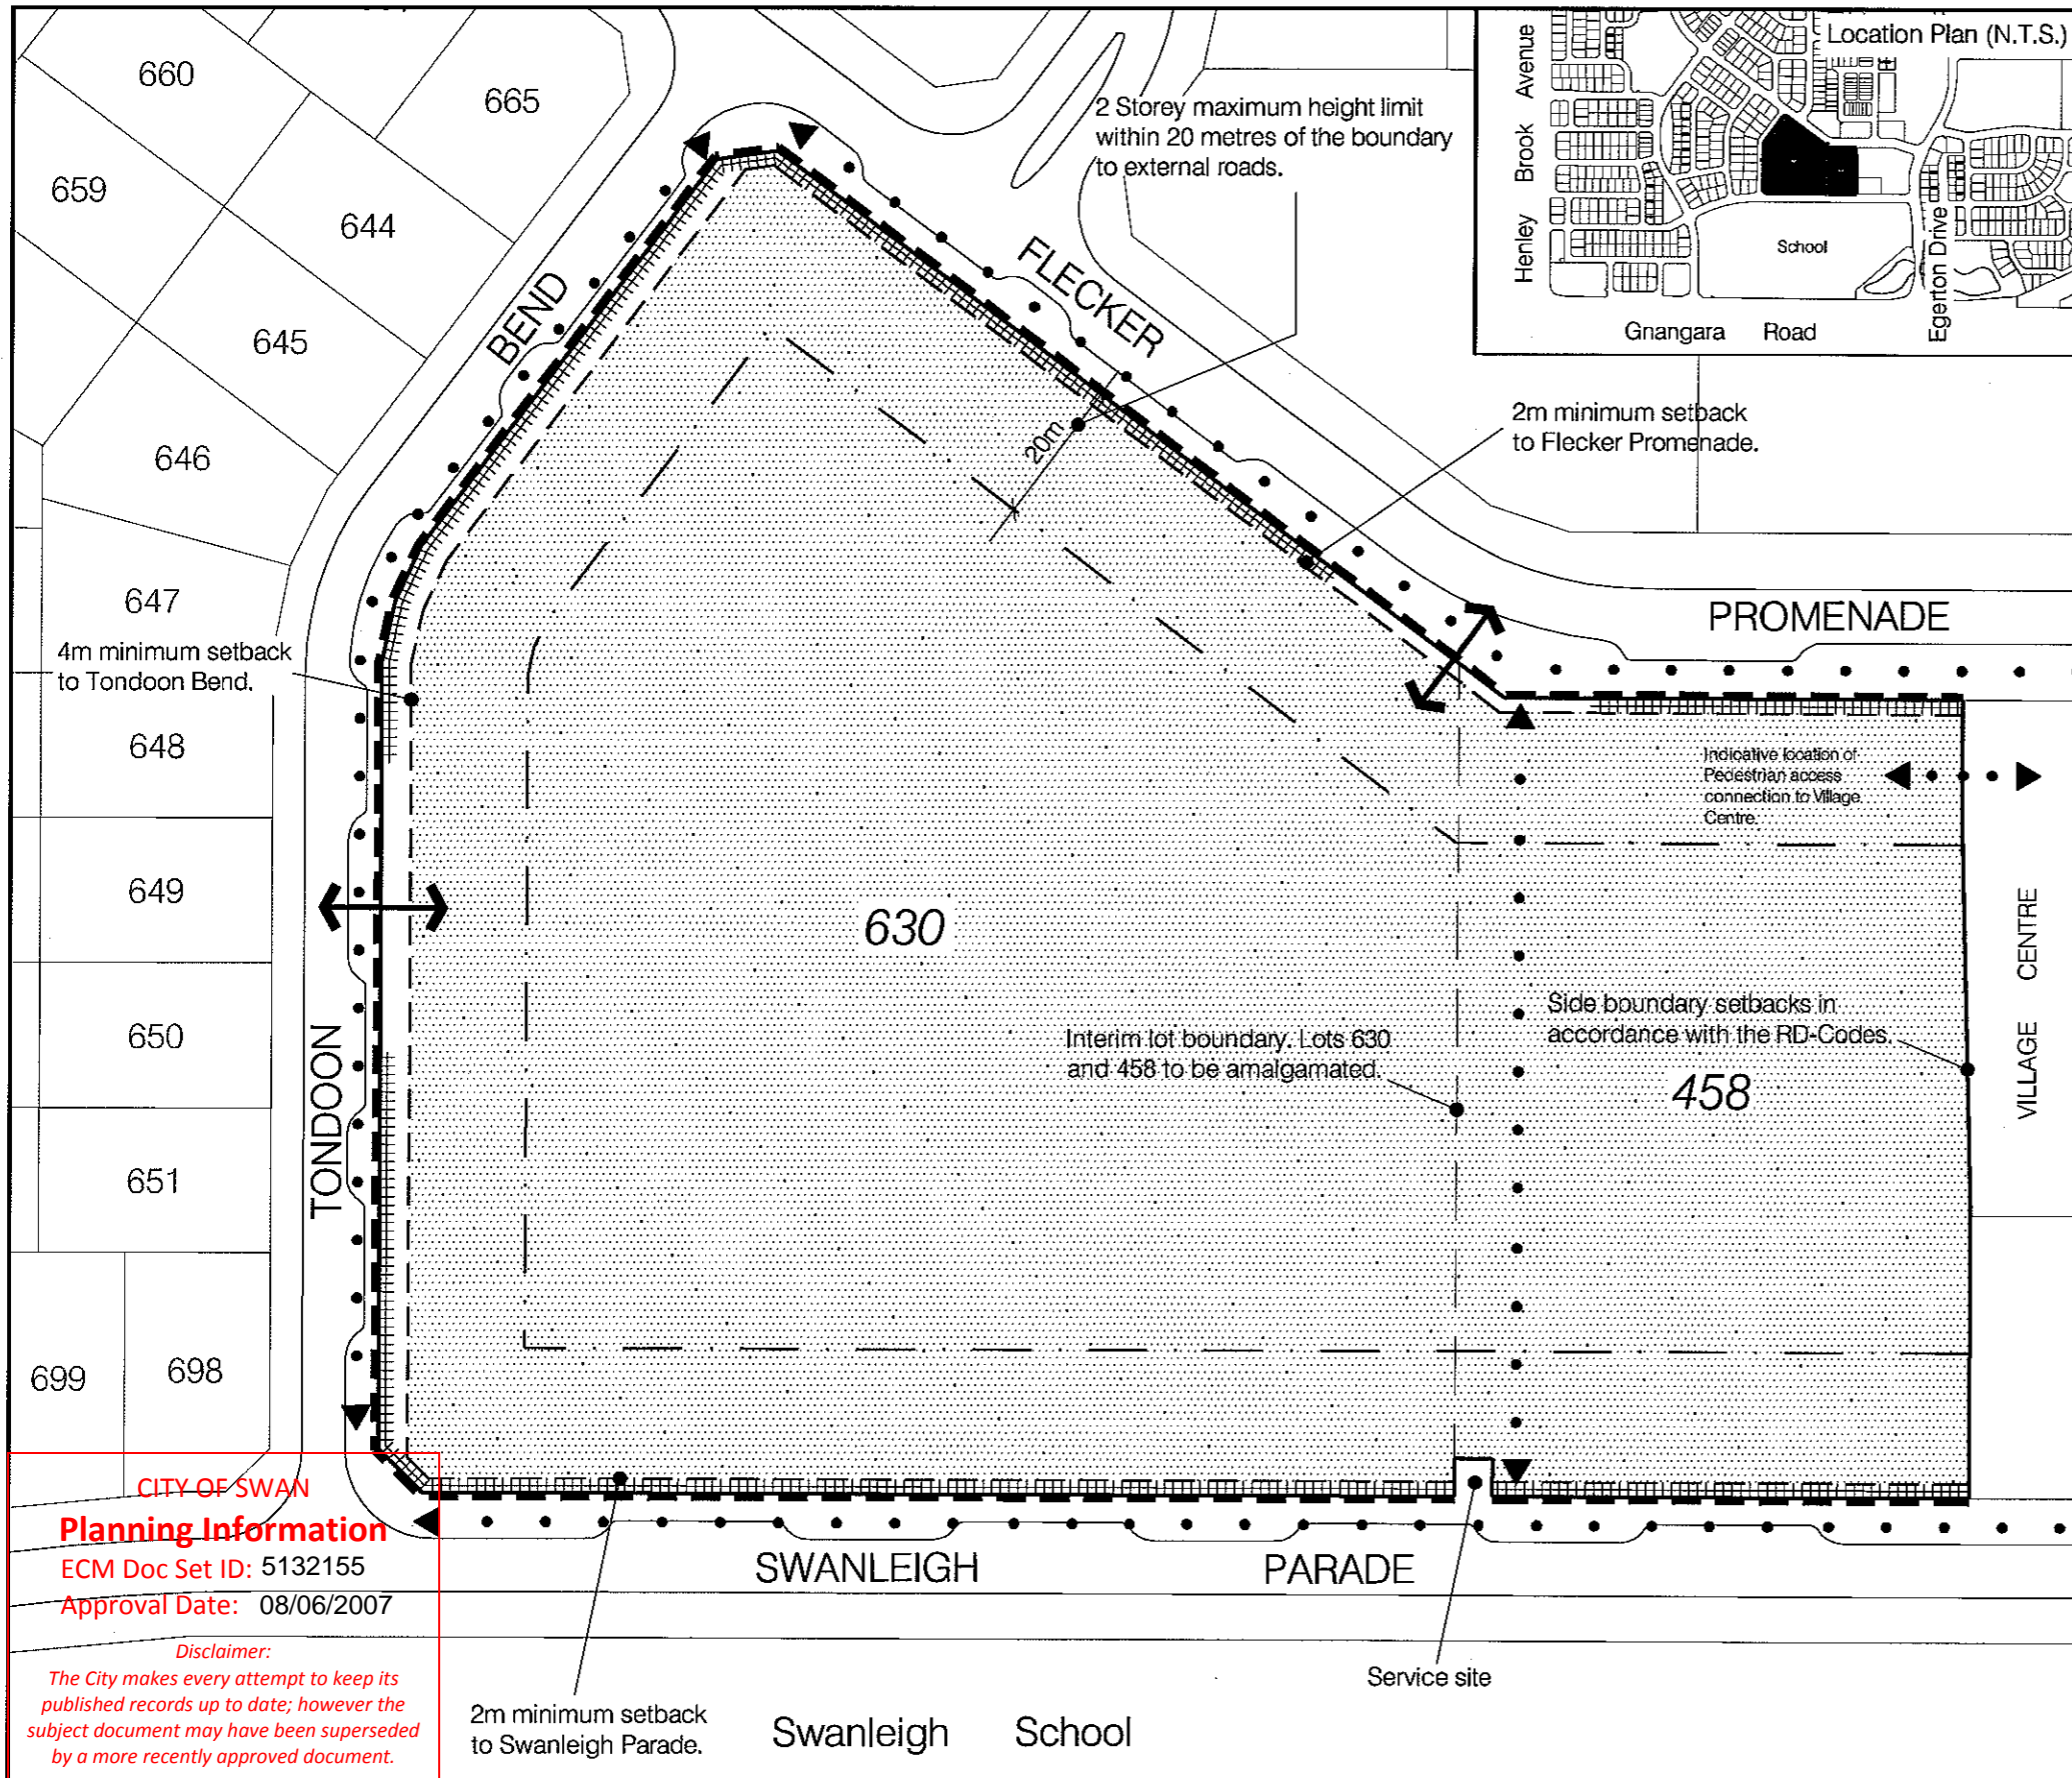 660
665
659
644
645
646
647
648
649
650
651
699
698
2 Storey maximum height limit
within 20 metres of the boundary
to external roads.
Location Plan (N.T.S.)
Henley Brook Avenue
School
Egerton Drive
Gnangara Road
BEND
FLECKER
20m
2m minimum setback
to Flecker Promenade.
PROMENADE
4m minimum setback
to Tondoon Bend.
Indicative location of
Pedestrian access
connection to Village
Centre.
630
VILLAGE CENTRE
Side boundary setbacks in
accordance with the RD-Codes.
Interim lot boundary. Lots 630
and 458 to be amalgamated.
458
TONDOON
CITY OF SWAN
Planning Information
ECM Doc Set ID: 5132155
Approval Date: 08/06/2007
Disclaimer:
The City makes every attempt to keep its
published records up to date; however the
subject document may have been superseded
by a more recently approved document.
SWANLEIGH PARADE
Service site
2m minimum setback
to Swanleigh Parade.
Swanleigh School